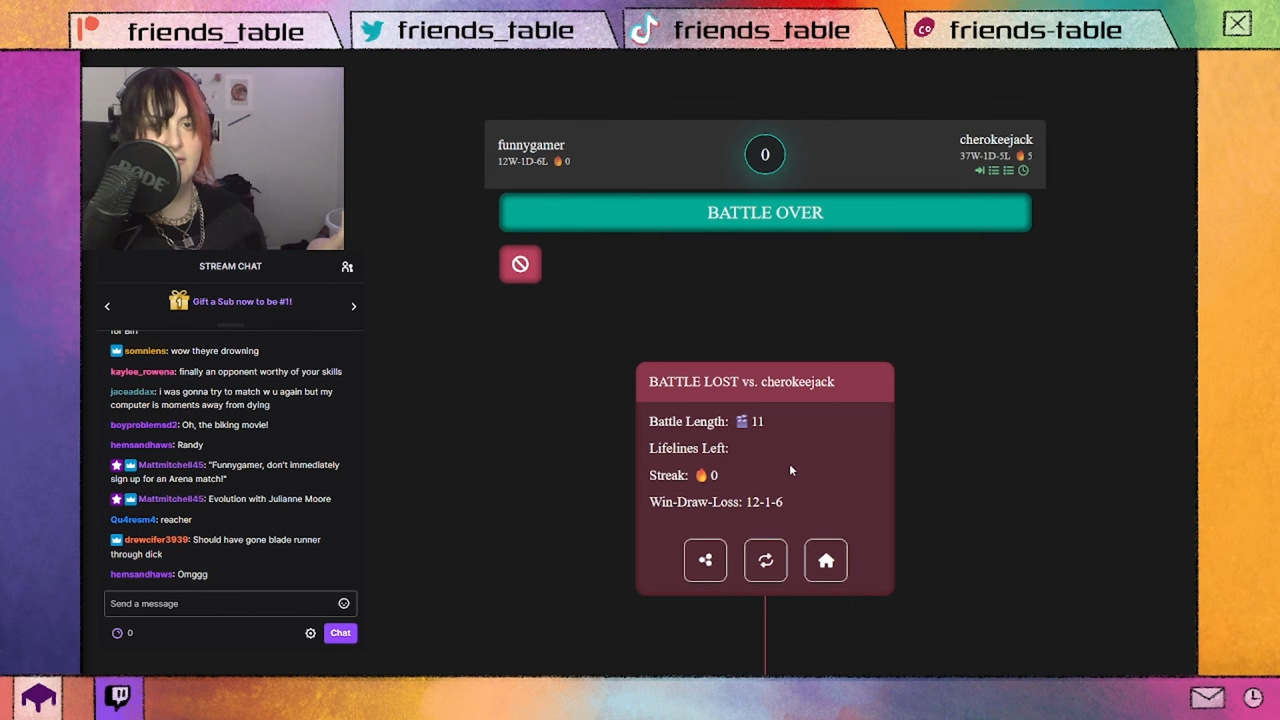 friends_table
friends_table
friends_table
co friends-table
RØDE
funnygamer
12W-1D-6L 0
0
cherokeejack
37W-1D-5L 5
BATTLE OVER
STREAM CHAT
1 Gift a Sub now to be #1!
somniens: wow theyre drowning
kaylee_rowena: finally an opponent worthy of your skills
jaceaddax: i was gonna try to match w u again but my
computer is moments away from dying
boyproblemsd2: Oh, the biking movie!
hemsandhaws: Randy
Mattmitchell45: "Funnygamer, don't immediately
sign up for an Arena match!"
Mattmitchell45: Evolution with Julianne Moore
Qu4resm4: reacher
drewcifer3939: Should have gone blade runner
through dick
hemsandhaws: Omggg
Send a message
0
Chat
BATTLE LOST vs. cherokeejack
Battle Length: 11
Lifelines Left:
Streak: 0
Win-Draw-Loss: 12-1-6